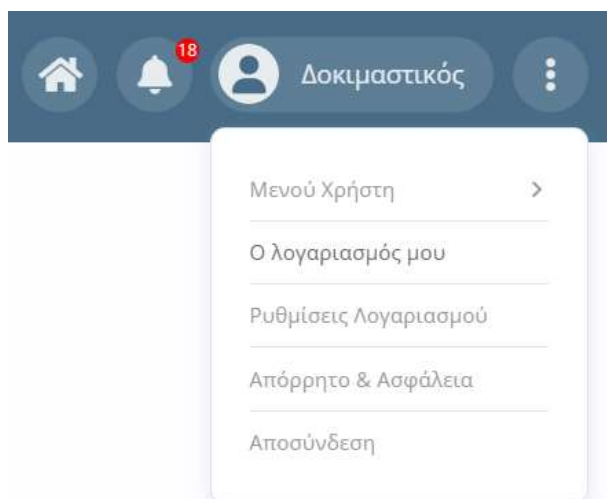 18
Δοκιμαστικός
Μενού Χρήστη
Ο λογαριασμός μου
Ρυθμίσεις Λογαριασμού
Απόρρητο & Ασφάλεια
Αποσύνδεση